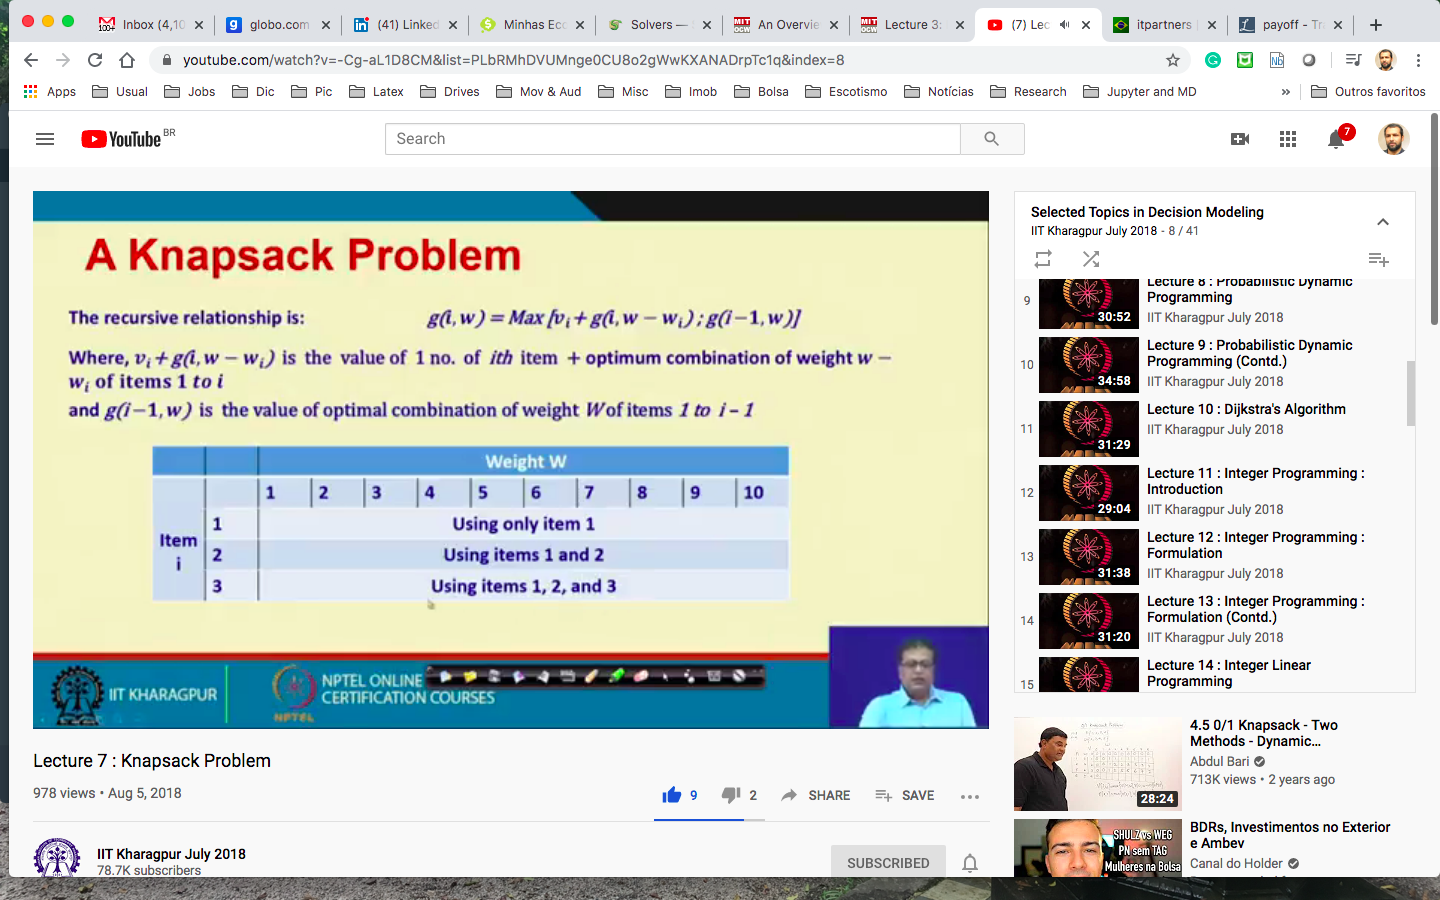 Inbox (4,10
globo.com
(41) Linked
Minhas Ecc
Solvers —
An Overvie
Lecture 3:
(7) Lec
itpartners
payoff - Tra
100+
youtube.com/watch?v=-Cg-aL1D8CM&list=PLbRMhDVUMnge0CU8o2gWwKXANADrpTc1q&index=8
Apps
Usual
Jobs
Dic
Pic
Latex
Drives
Mov & Aud
Misc
Imob
Bolsa
Escotismo
Notícias
Research
Jupyter and MD
»
Outros favoritos
YouTube BR
Search
7
A Knapsack Problem
The recursive relationship is: g(i, w) = Max [vᵢ + g(i, w − wᵢ) ; g(i−1, w)]
Where, vᵢ + g(i, w − wᵢ) is the value of 1 no. of ith item + optimum combination of weight w −
wᵢ of items 1 to i
and g(i−1, w) is the value of optimal combination of weight W of items 1 to i − 1
Weight W
1 2 3 4 5 6 7 8 9 10
Item i
1 Using only item 1
2 Using items 1 and 2
3 Using items 1, 2, and 3
IIT KHARAGPUR
NPTEL
NPTEL ONLINE
CERTIFICATION COURSES
Lecture 7 : Knapsack Problem
978 views • Aug 5, 2018
9
2
SHARE
SAVE
IIT Kharagpur July 2018
78.7K subscribers
SUBSCRIBED
Selected Topics in Decision Modeling
IIT Kharagpur July 2018 - 8 / 41
9
30:52
Lecture 8 : Probabilistic Dynamic
Programming
IIT Kharagpur July 2018
10
34:58
Lecture 9 : Probabilistic Dynamic
Programming (Contd.)
IIT Kharagpur July 2018
11
31:29
Lecture 10 : Dijkstra's Algorithm
IIT Kharagpur July 2018
12
29:04
Lecture 11 : Integer Programming :
Introduction
IIT Kharagpur July 2018
13
31:38
Lecture 12 : Integer Programming :
Formulation
IIT Kharagpur July 2018
14
31:20
Lecture 13 : Integer Programming :
Formulation (Contd.)
IIT Kharagpur July 2018
15
Lecture 14 : Integer Linear
Programming
28:24
4.5 0/1 Knapsack - Two
Methods - Dynamic...
Abdul Bari
713K views • 2 years ago
SHULZ vs WEG
PN sem TAG
Mulheres na Bolsa
BDRs, Investimentos no Exterior
e Ambev
Canal do Holder